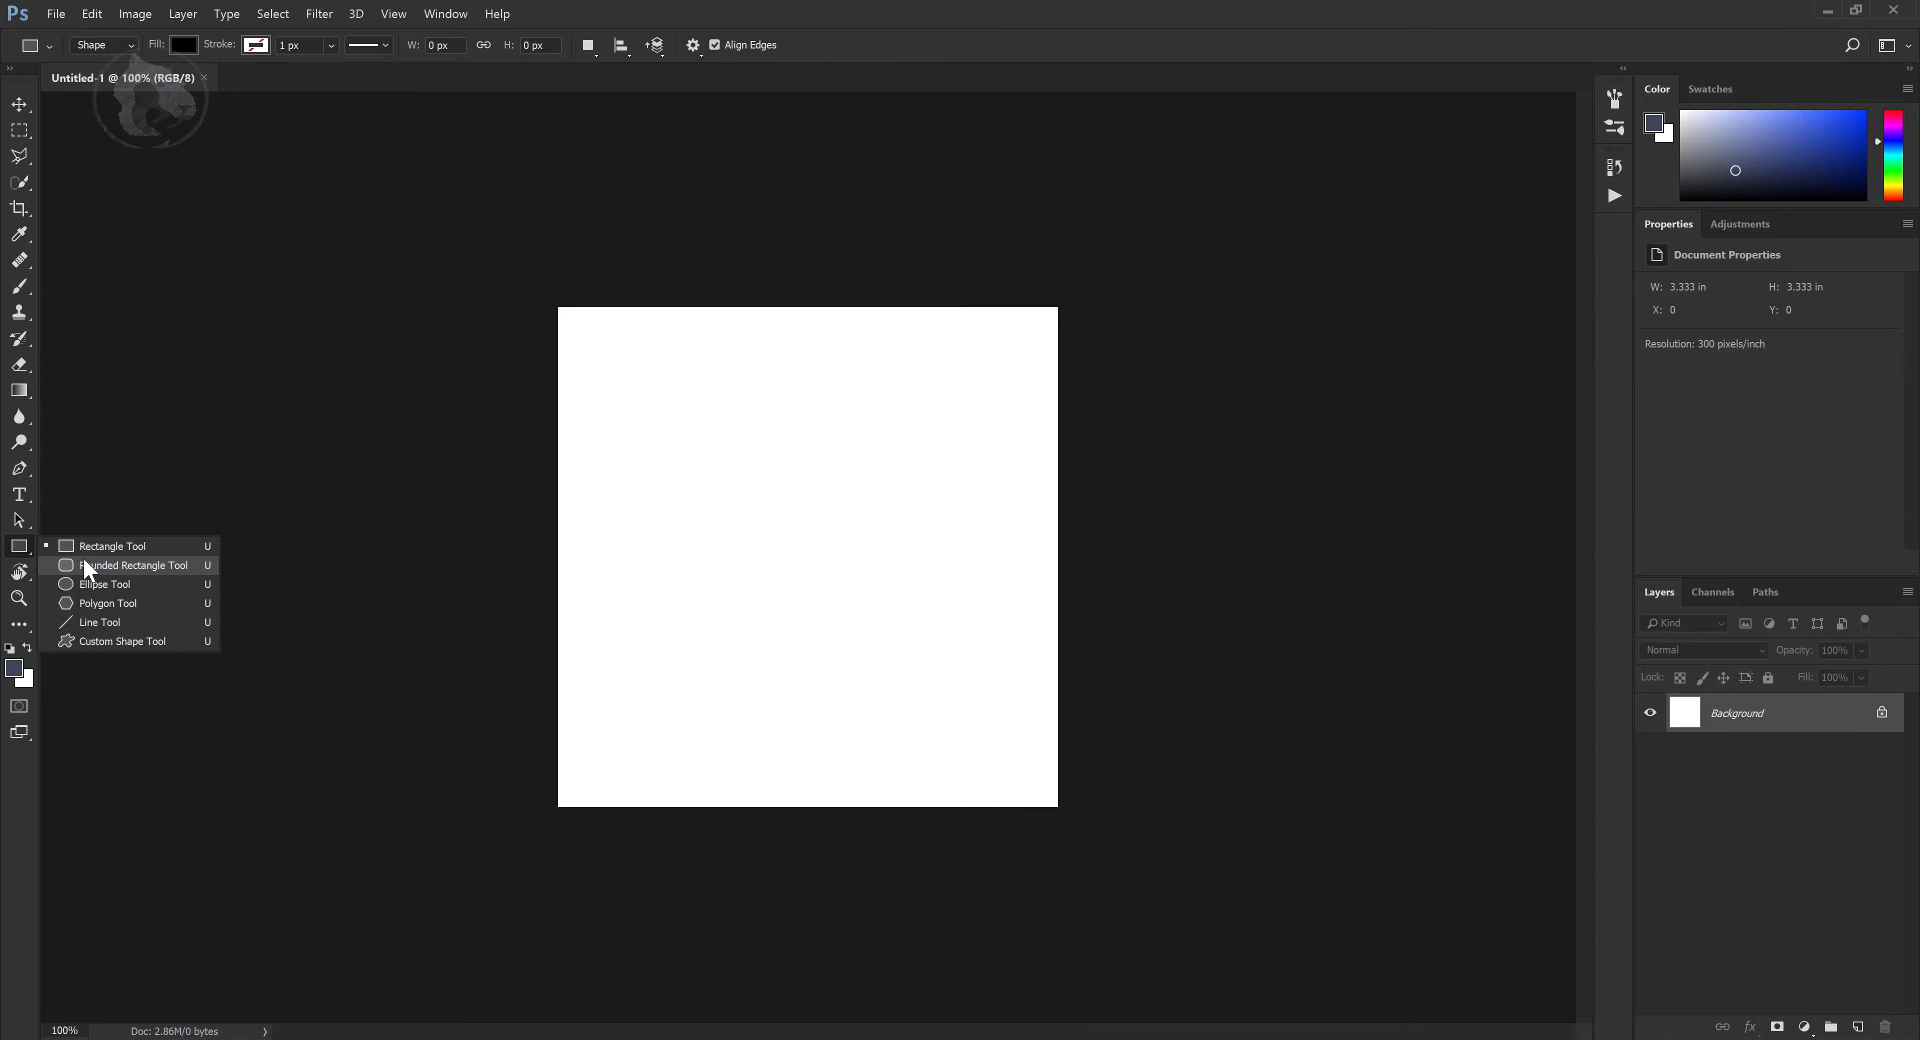 Ps File Edit Image Layer Type Select Filter 3D View Window Help
Shape Fill: Stroke: 1 px W: 0 px H: 0 px Align Edges
Untitled-1 @ 100% (RGB/8) ×
Color Swatches
Properties Adjustments
Document Properties
W: 3.333 in H: 3.333 in
X: 0 Y: 0
Resolution: 300 pixels/inch
Rectangle Tool U
Rounded Rectangle Tool U
Ellipse Tool U
Polygon Tool U
Line Tool U
Custom Shape Tool U
Layers Channels Paths
Kind
Normal Opacity: 100%
Lock: Fill: 100%
Background
100% Doc: 2.86M/0 bytes